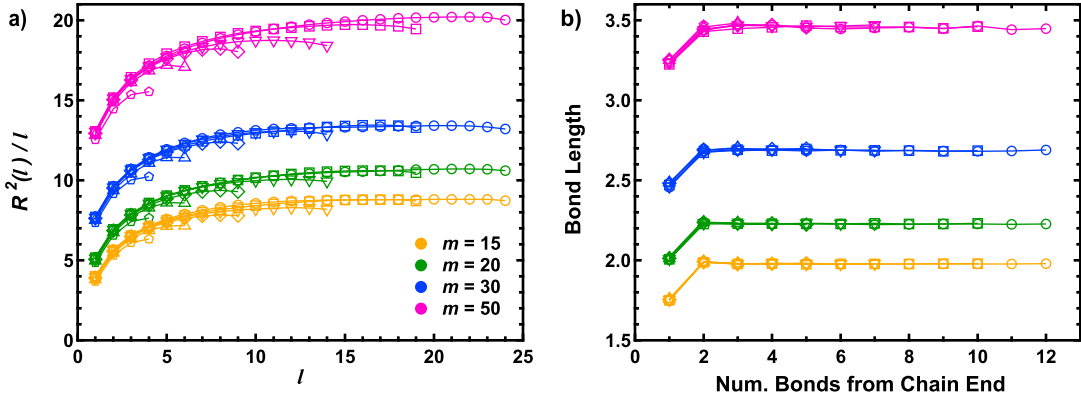 a)
R²(l) / l
20
15
10
5
0
0
5
10
15
20
25
l
m = 15
m = 20
m = 30
m = 50
b)
Bond Length
3.5
3.0
2.5
2.0
1.5
0
2
4
6
8
10
12
Num. Bonds from Chain End